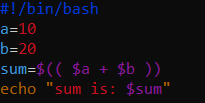 #!/bin/bash
a=10
b=20
sum=$(( $a + $b ))
echo "sum is: $sum"